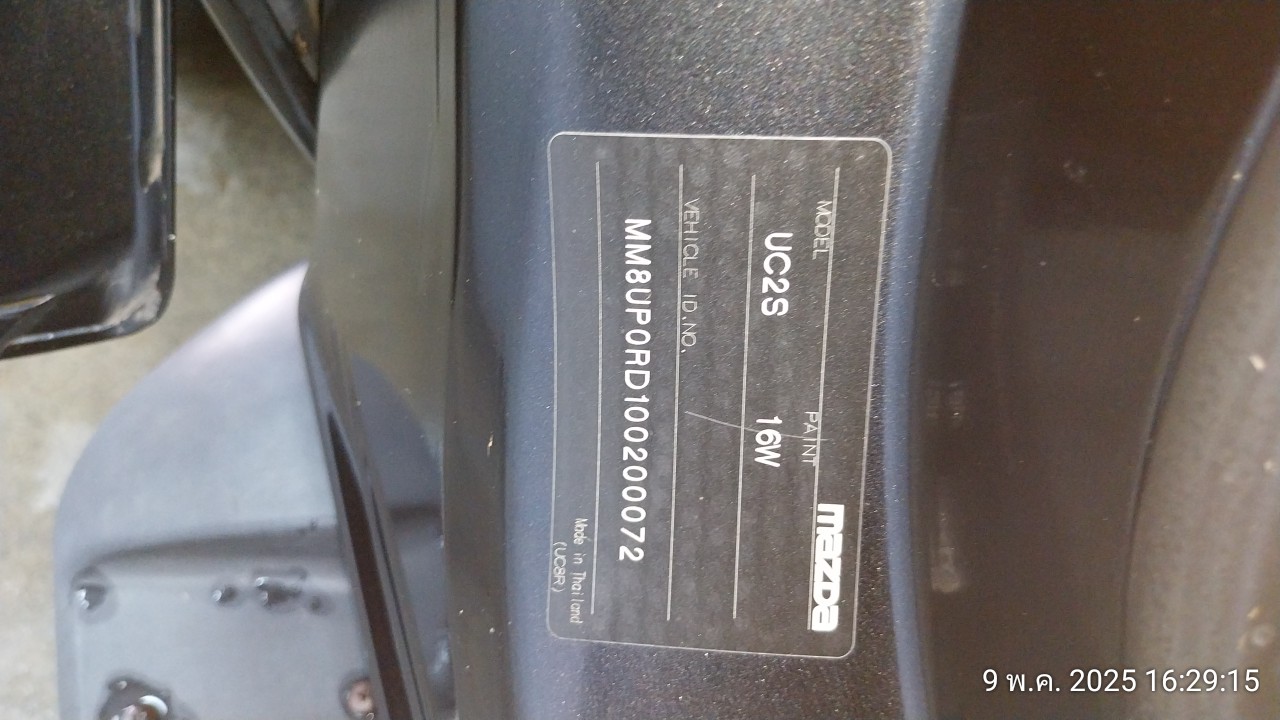 mazda
MODEL PAINT
UC2S 16W
VEHICLE ID.NO.
MM8UP0RD100200072
Made in Thailand
(UC8R)
9 พ.ค. 2025 16:29:15